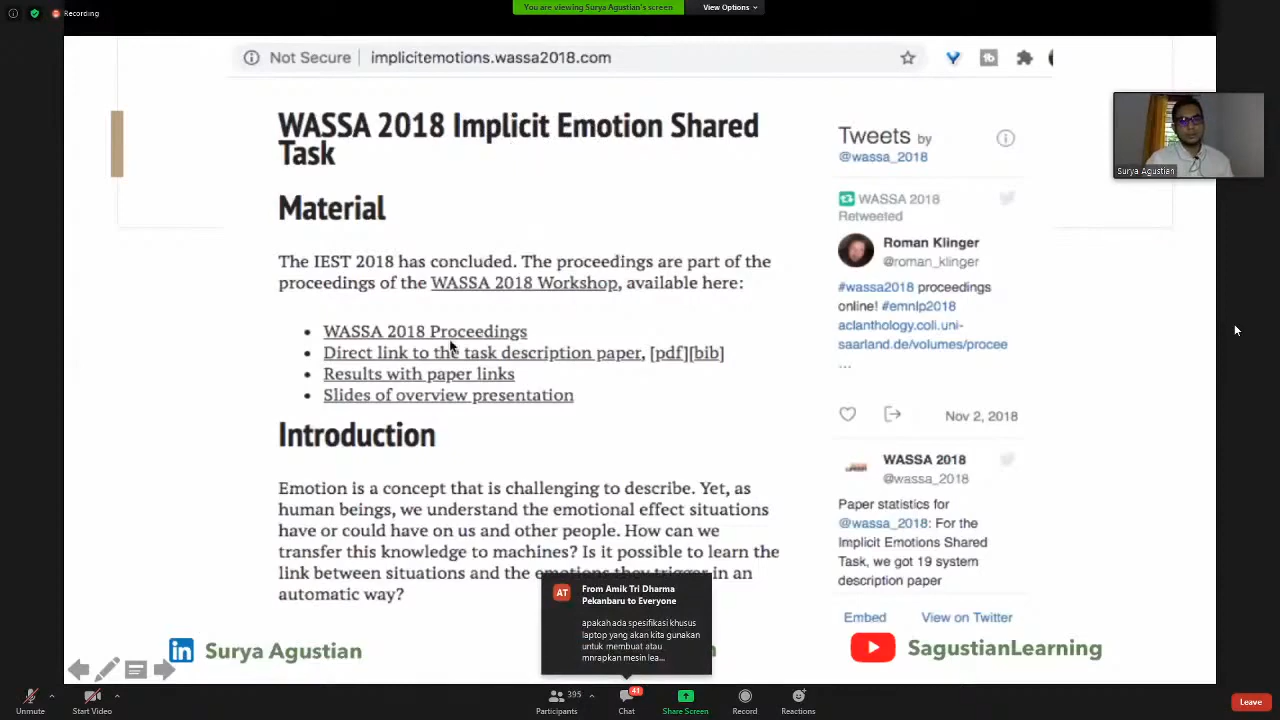 Recording
You are viewing Surya Agustian's screen
View Options
Not Secure
implicitemotions.wassa2018.com
WASSA 2018 Implicit Emotion Shared
Task
Material
The IEST 2018 has concluded. The proceedings are part of the
proceedings of the WASSA 2018 Workshop, available here:
• WASSA 2018 Proceedings
• Direct link to the task description paper, [pdf][bib]
• Results with paper links
• Slides of overview presentation
Introduction
Emotion is a concept that is challenging to describe. Yet, as
human beings, we understand the emotional effect situations
have or could have on us and other people. How can we
transfer this knowledge to machines? Is it possible to learn the
link between situations and the emotions they trigger in an
automatic way?
Tweets by
@wassa_2018
WASSA 2018
Retweeted
Roman Klinger
@roman_klinger
#wassa2018 proceedings
online! #emnlp2018
aclanthology.coli.uni-
saarland.de/volumes/procee
...
Nov 2, 2018
WASSA 2018
@wassa_2018
Paper statistics for
@wassa_2018: For the
Implicit Emotions Shared
Task, we got 19 system
description paper
Embed
View on Twitter
Surya Agustian
AT
From Amik Tri Dharma
Pekanbaru to Everyone
apakah ada spesifikasi khusus
laptop yang akan kita gunakan
untuk membuat atau
mnrapkan mesin lea...
Surya Agustian
SagustianLearning
Unmute
Start Video
395
Participants
41
Chat
Share Screen
Record
Reactions
Leave